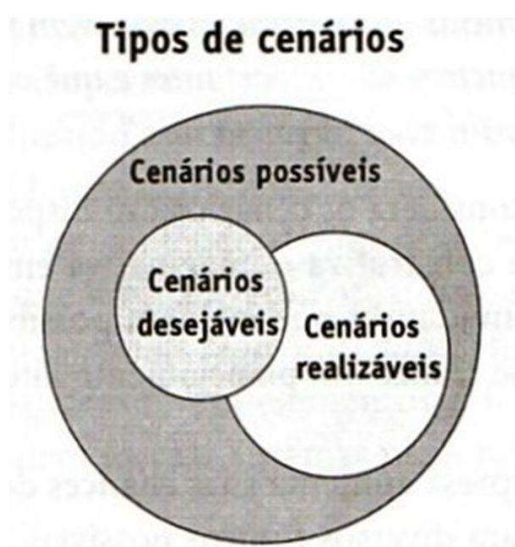 Tipos de cenários
Cenários possíveis
Cenários
desejáveis
Cenários
realizáveis